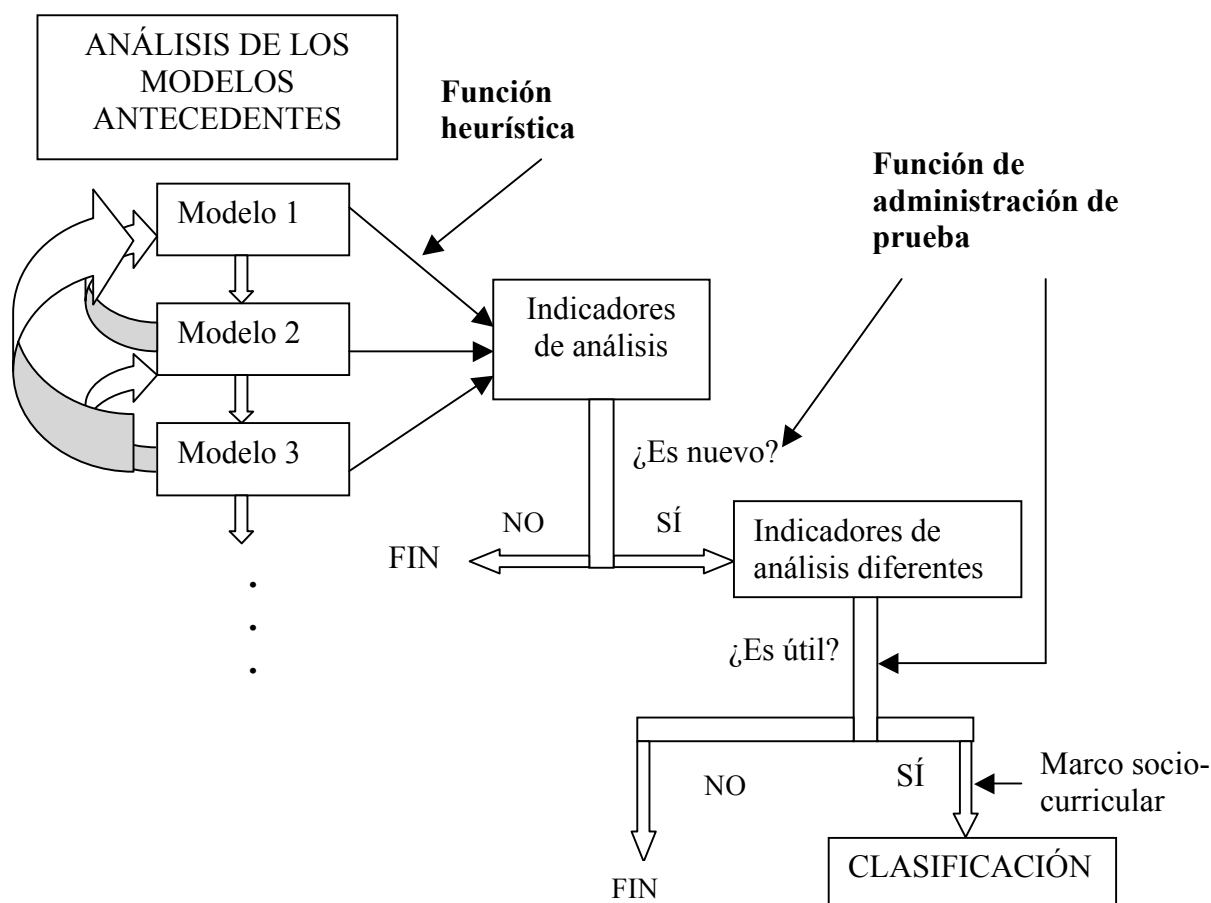 ANÁLISIS DE LOS
MODELOS
ANTECEDENTES
Función
heurística
Función de
administración de
prueba
Modelo 1
Modelo 2
Modelo 3
Indicadores
de análisis
¿Es nuevo?
NO
SÍ
FIN
Indicadores de
análisis diferentes
.
.
.
¿Es útil?
NO
SÍ
Marco socio-
curricular
FIN
CLASIFICACIÓN